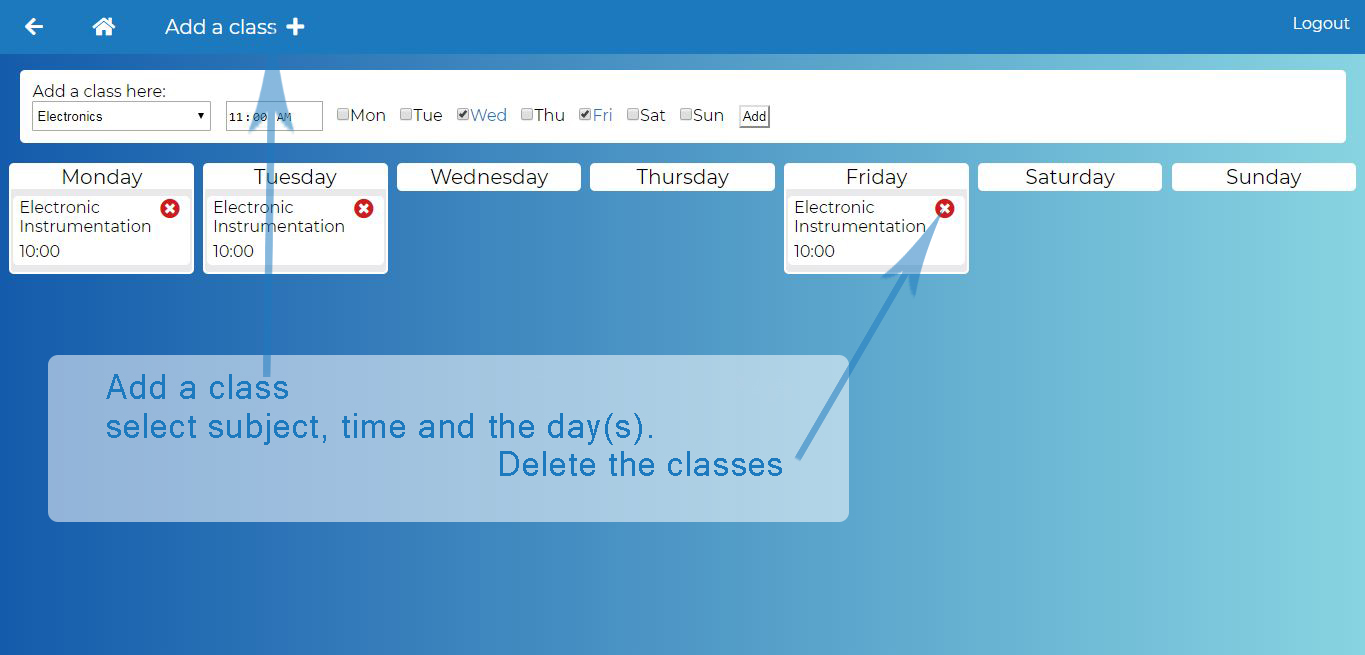 Add a class
Logout
Add a class here:
Electronics 11:00 AM Mon Tue Wed Thu Fri Sat Sun Add
Monday Tuesday Wednesday Thursday Friday Saturday Sunday
Electronic Electronic Electronic
Instrumentation Instrumentation Instrumentation
10:00 10:00 10:00
Add a class
select subject, time and the day(s).
Delete the classes